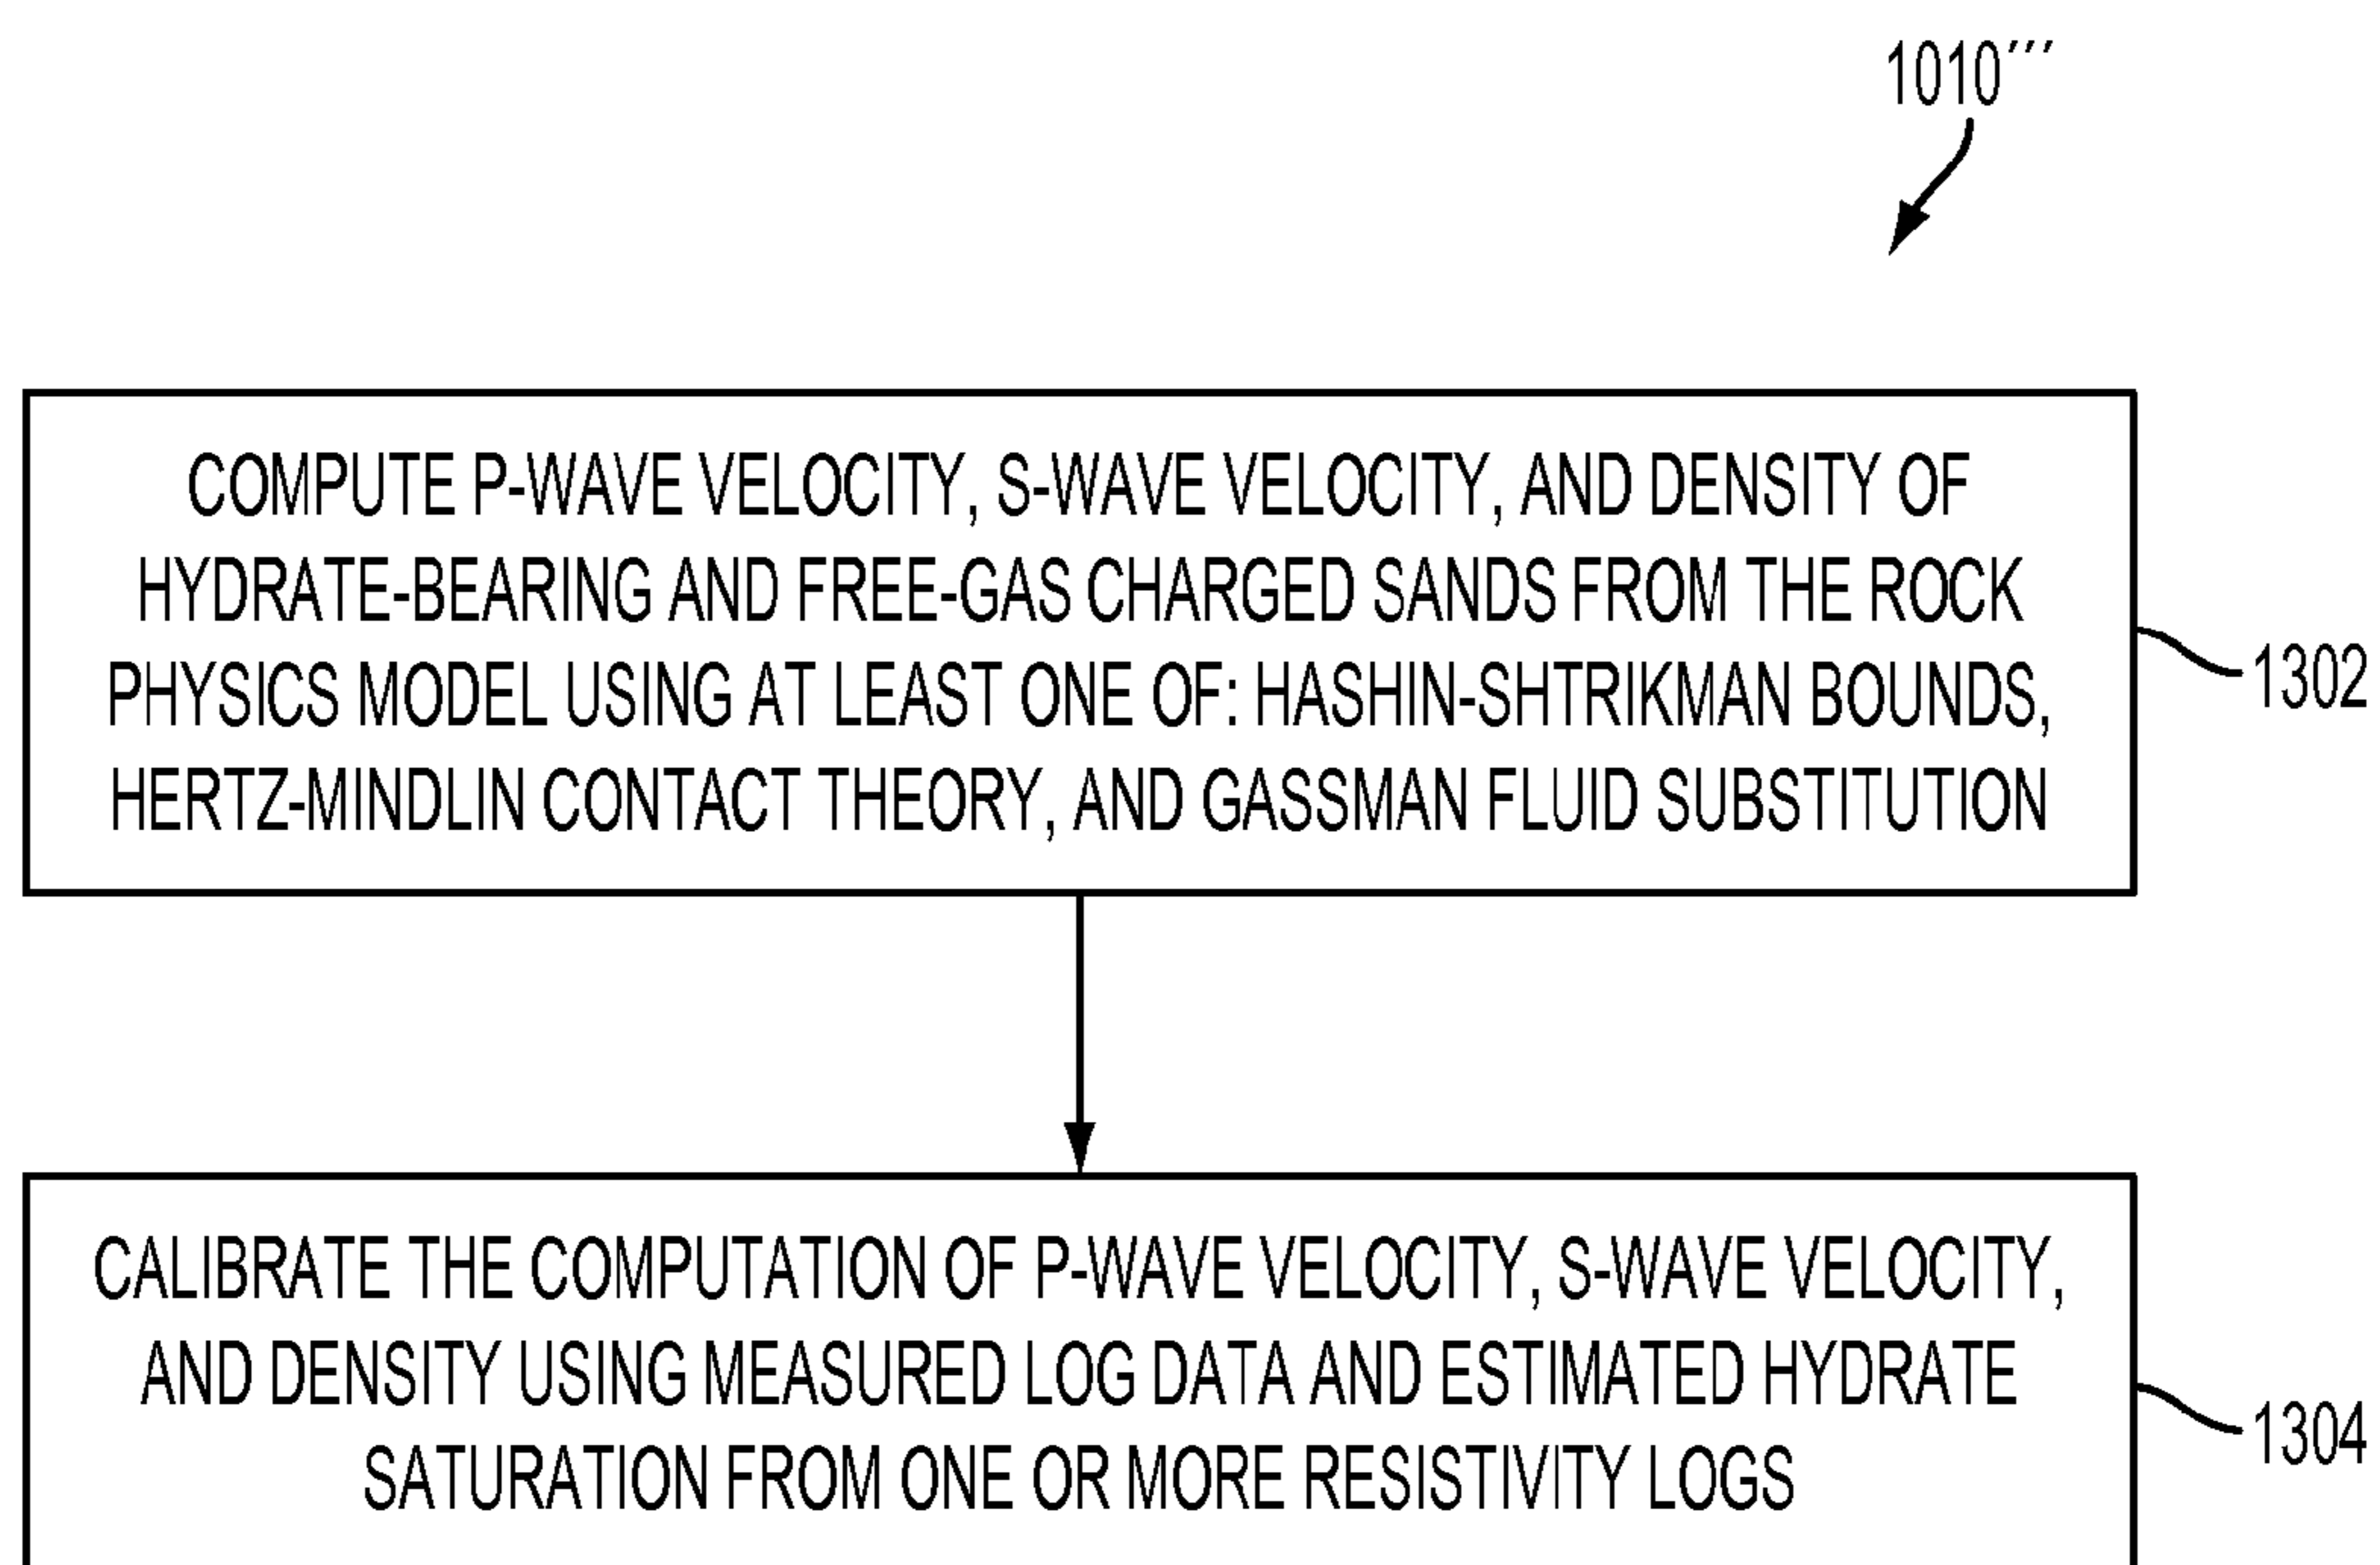 1010‴
COMPUTE P-WAVE VELOCITY, S-WAVE VELOCITY, AND DENSITY OF
HYDRATE-BEARING AND FREE-GAS CHARGED SANDS FROM THE ROCK
PHYSICS MODEL USING AT LEAST ONE OF: HASHIN-SHTRIKMAN BOUNDS,
HERTZ-MINDLIN CONTACT THEORY, AND GASSMAN FLUID SUBSTITUTION
1302
CALIBRATE THE COMPUTATION OF P-WAVE VELOCITY, S-WAVE VELOCITY,
AND DENSITY USING MEASURED LOG DATA AND ESTIMATED HYDRATE
SATURATION FROM ONE OR MORE RESISTIVITY LOGS
1304